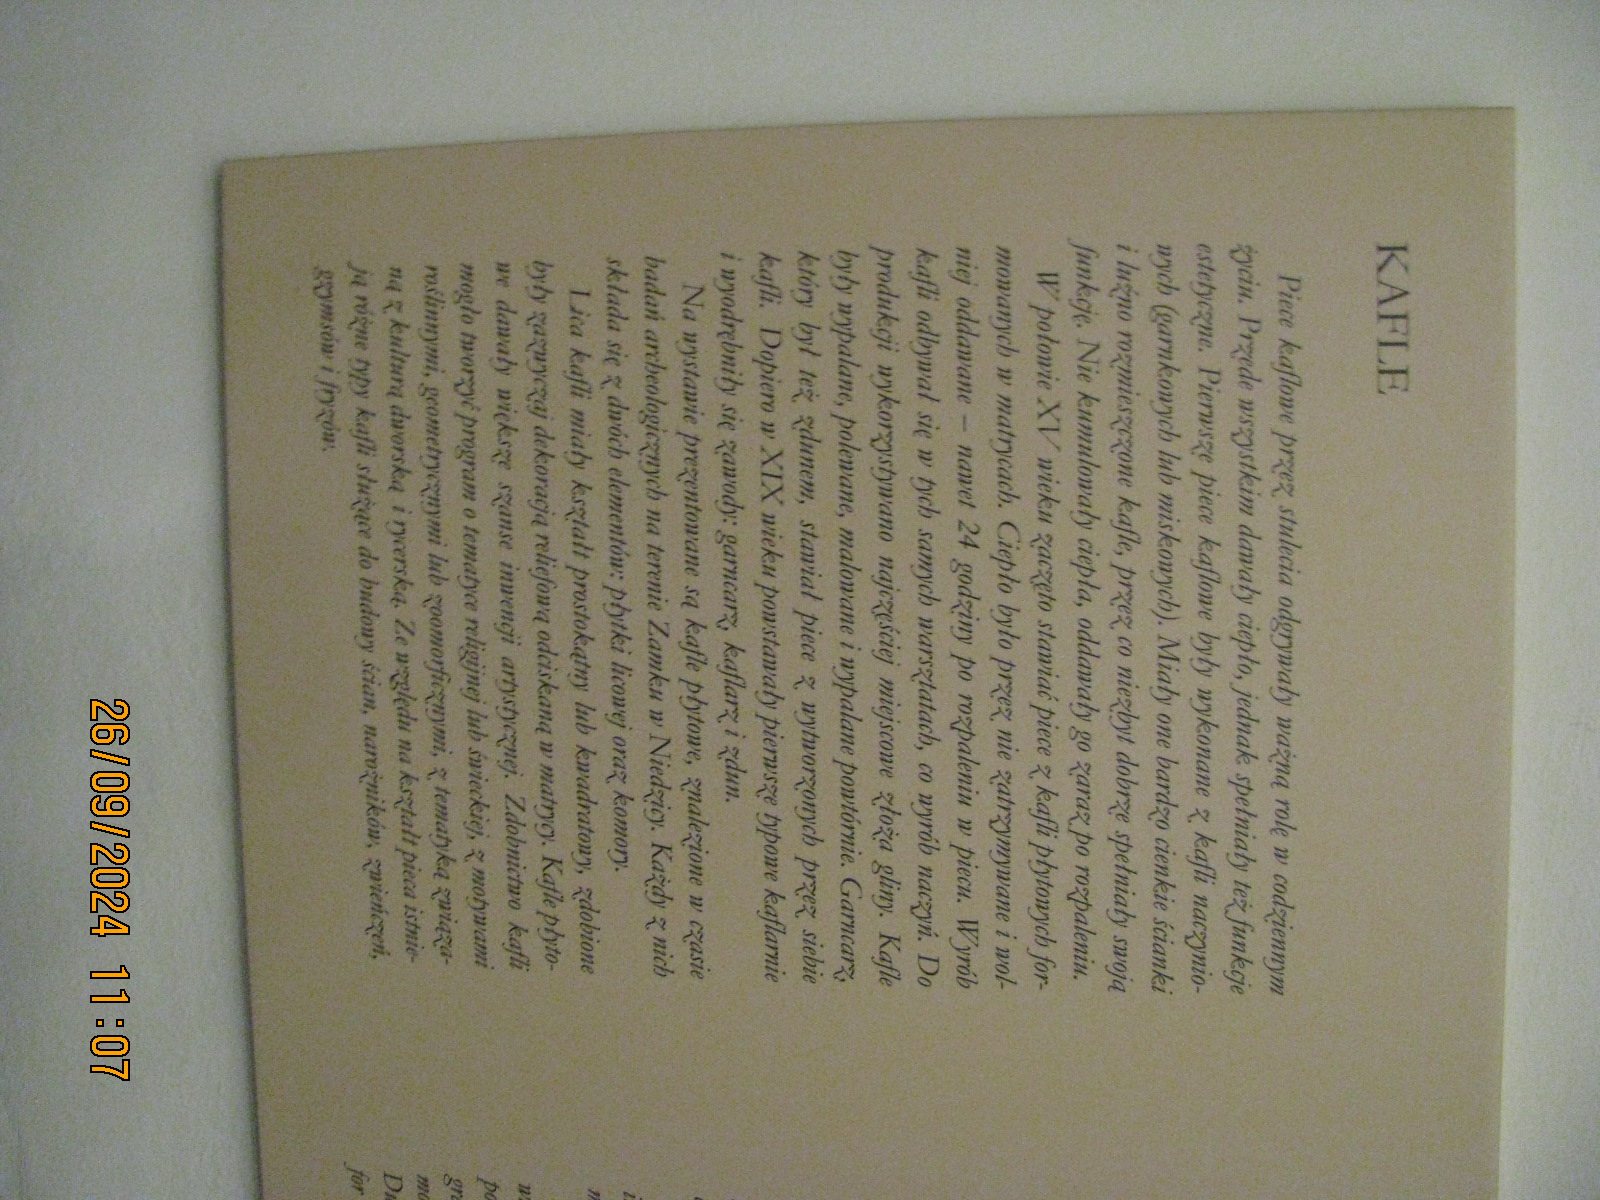 KAFLE
Piece kaflowe przez stulecia odgrywały ważną rolę w codziennym
życiu. Przede wszystkim dawały ciepło, jednak spełniały też funkcje
estetyczne. Pierwsze piece kaflowe były wykonane z kafli naczynio-
wych (garnkowych lub miskowych). Miały one bardzo cienkie ścianki
i luźno rozmieszczone kafle, przez co niezbyt dobrze spełniały swoją
funkcję. Nie kumulowały ciepła, oddawały go zaraz po rozpaleniu.
W połowie XV wieku zaczęto stawiać piece z kafli płytowych for-
mowanych w matrycach. Ciepło było przez nie zatrzymywane i wol-
niej oddawane – nawet 24 godziny po rozpaleniu w piecu. Wyrób
kafli odbywał się w tych samych warsztatach, co wyrób naczyń. Do
produkcji wykorzystywano najczęściej miejscowe złoża gliny. Kafle
były wypalane, polewane, malowane i wypalane powtórnie. Garncarz,
który był też zdunem, stawiał piece z wytworzonych przez siebie
kafli. Dopiero w XIX wieku powstawały pierwsze typowe kaflarnie
i wyodrębniły się zawody: garncarz, kaflarz i zdun.
Na wystawie prezentowane są kafle płytowe, znalezione w czasie
badań archeologicznych na terenie Zamku w Niedzicy. Każdy z nich
składa się z dwóch elementów: płytki licowej oraz komory.
Lica kafli miały kształt prostokątny lub kwadratowy, zdobione
były zazwyczaj dekoracją reliefową odciskaną w matrycy. Kafle płyto-
we dawały większe szanse inwencji artystycznej. Zdobnictwo kafli
mogło tworzyć program o tematyce religijnej lub świeckiej, z motywami
roślinnymi, geometrycznymi lub zoomorficznymi, z tematyką związa-
ną z kulturą dworską i rycerską. Ze względu na kształt pieca istnie-
ją różne typy kafli służące do budowy ścian, narożników, zwieńczeń,
gzymsów i fryzów.
26/09/2024 11:07